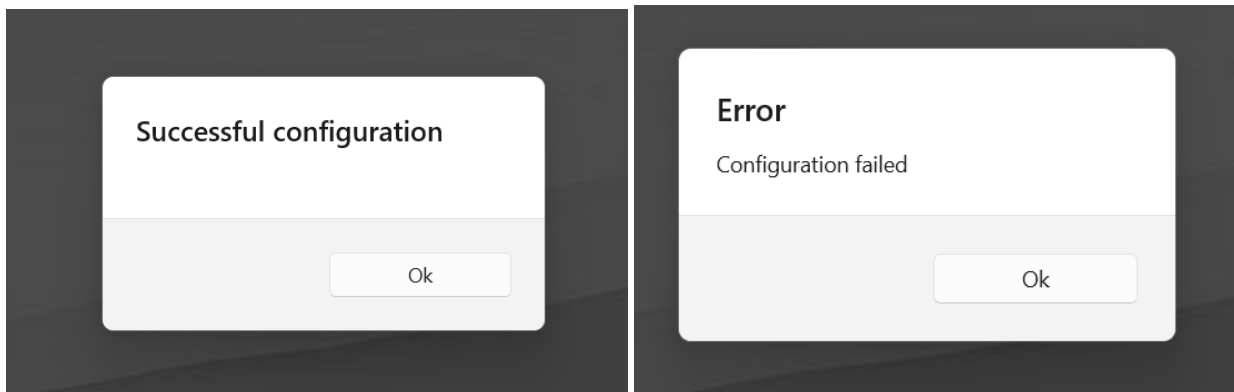 Successful configuration
Ok
Error
Configuration failed
Ok